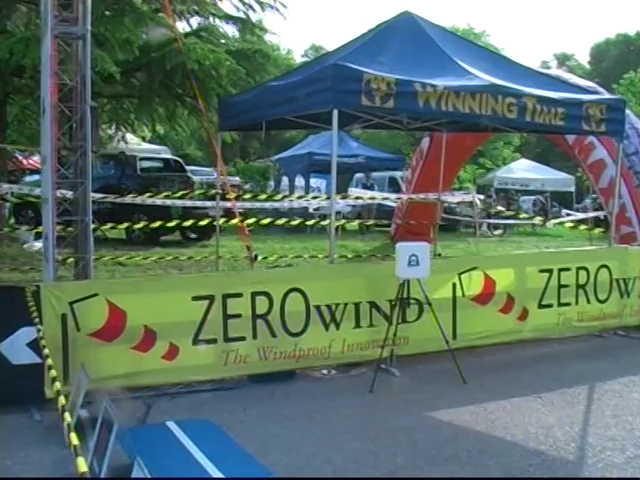 WINNING TIME
ZEROWIND
The Windproof Innovation
ZEROW
The Windproof